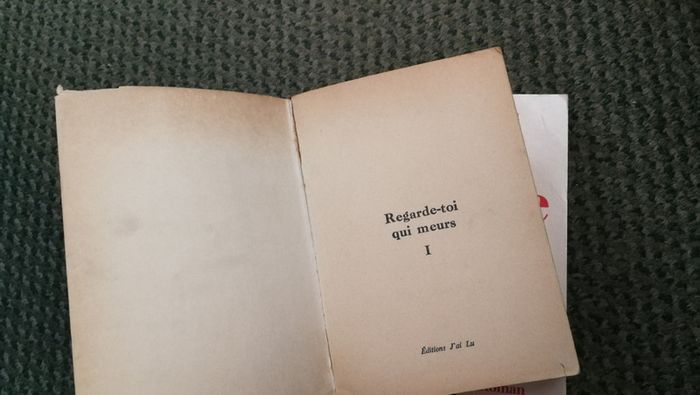 Regarde-toi
qui meurs
I
Éditions J'ai Lu